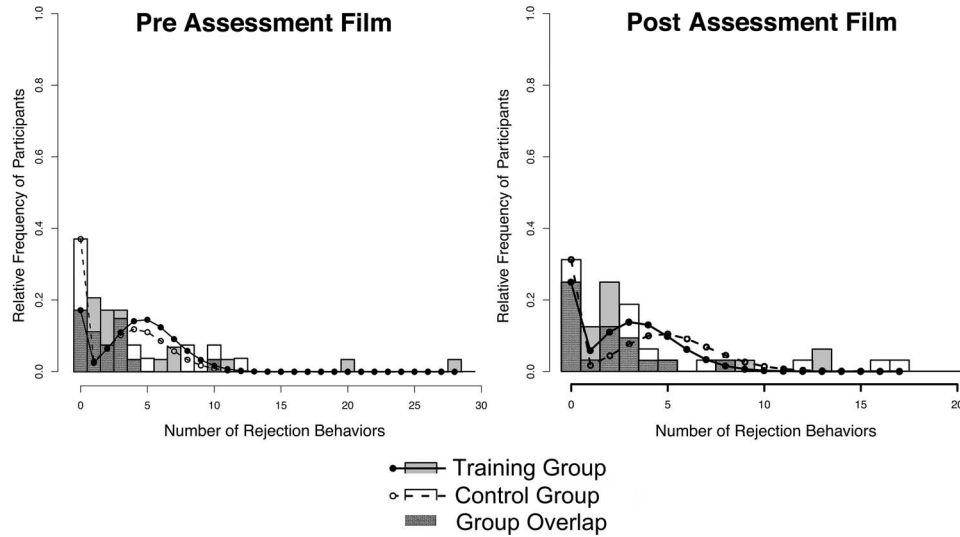 Pre Assessment Film
Relative Frequency of Participants
1.0
0.8
0.6
0.4
0.2
0.0
0 5 10 15 20 25 30
Number of Rejection Behaviors
Post Assessment Film
Relative Frequency of Participants
1.0
0.8
0.6
0.4
0.2
0.0
0 5 10 15 20
Number of Rejection Behaviors
Training Group
Control Group
Group Overlap